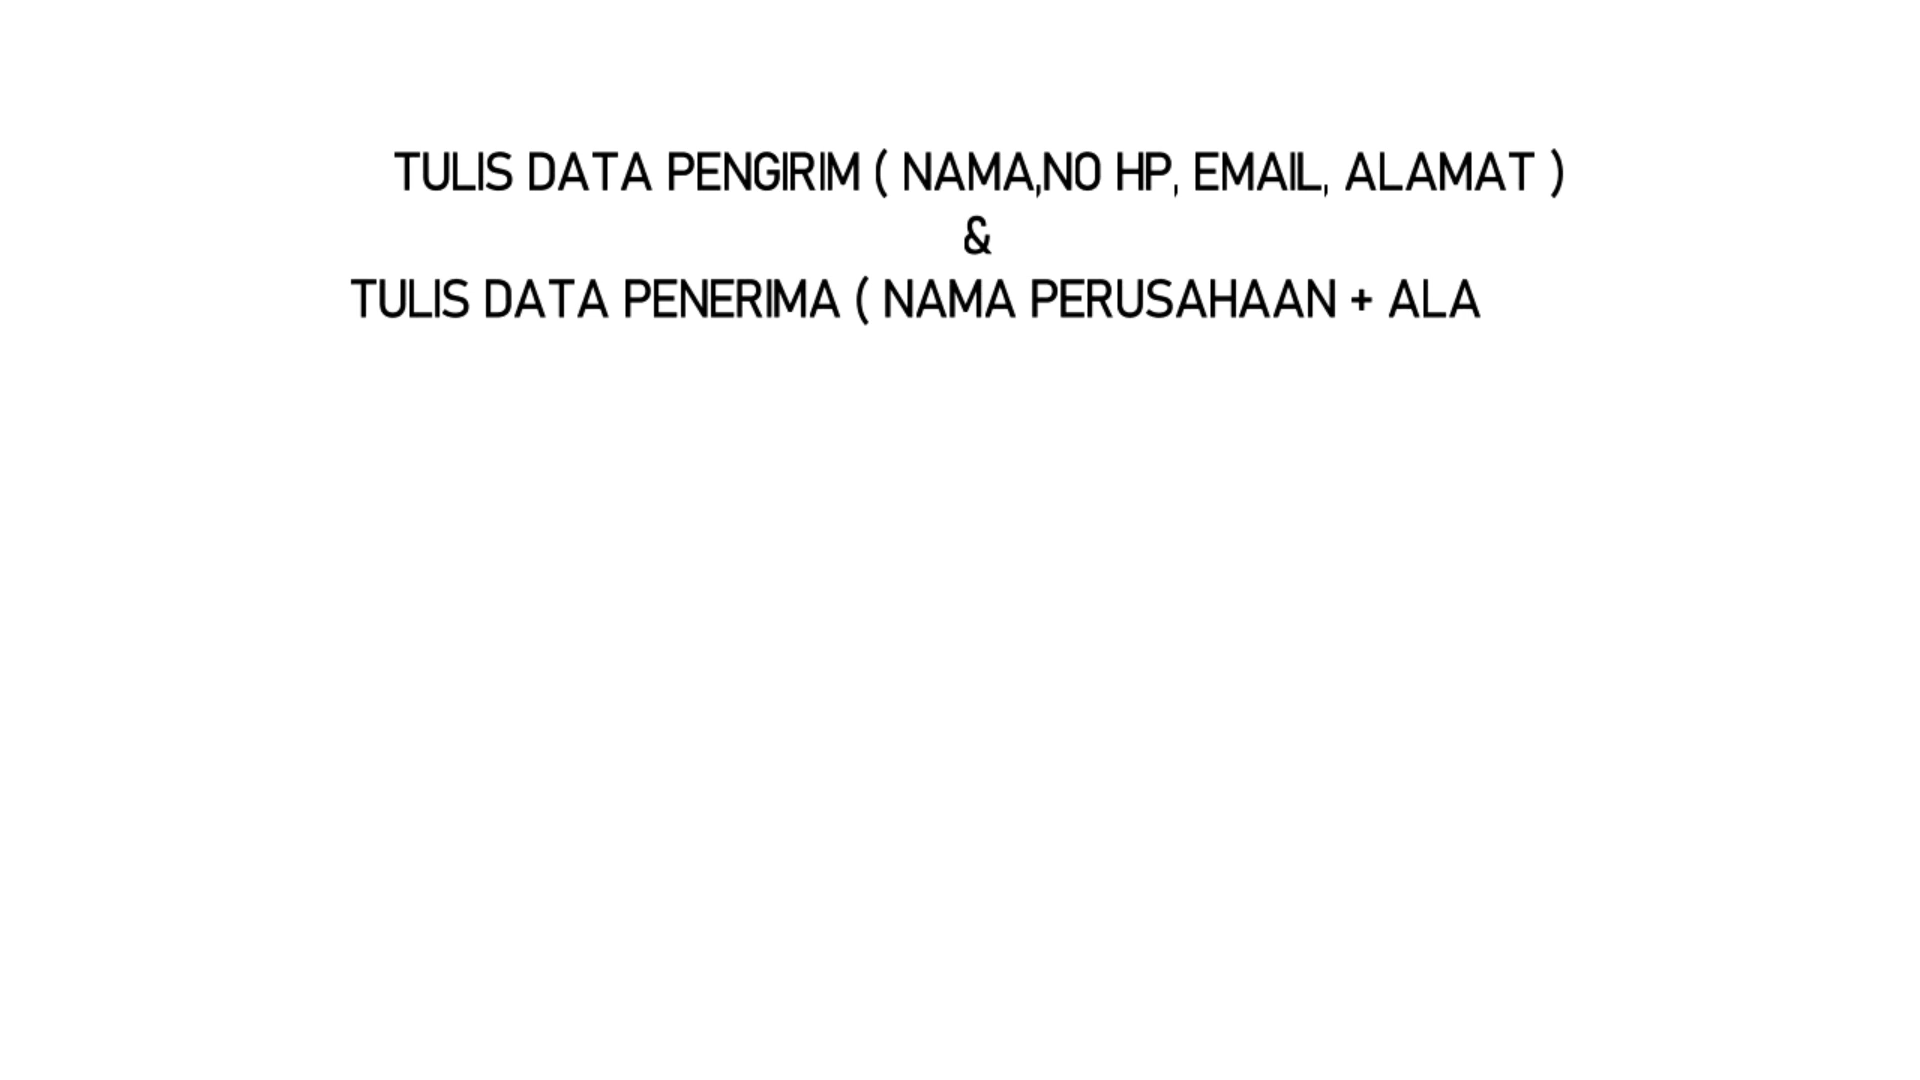 TULIS DATA PENGIRIM ( NAMA,NO HP, EMAIL, ALAMAT )
&
TULIS DATA PENERIMA ( NAMA PERUSAHAAN + ALA